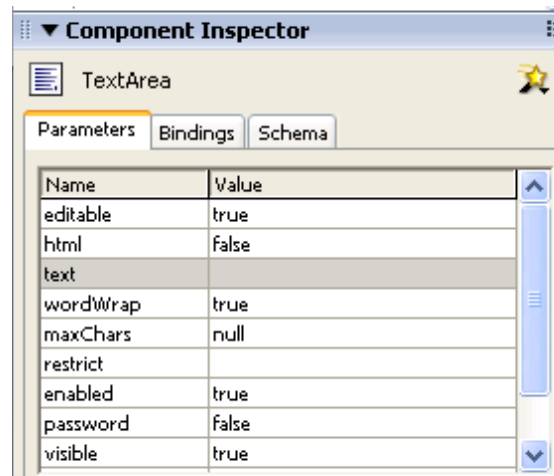 Component Inspector
TextArea
Parameters Bindings Schema
Name Value
editable true
html false
text
wordWrap true
maxChars null
restrict
enabled true
password false
visible true